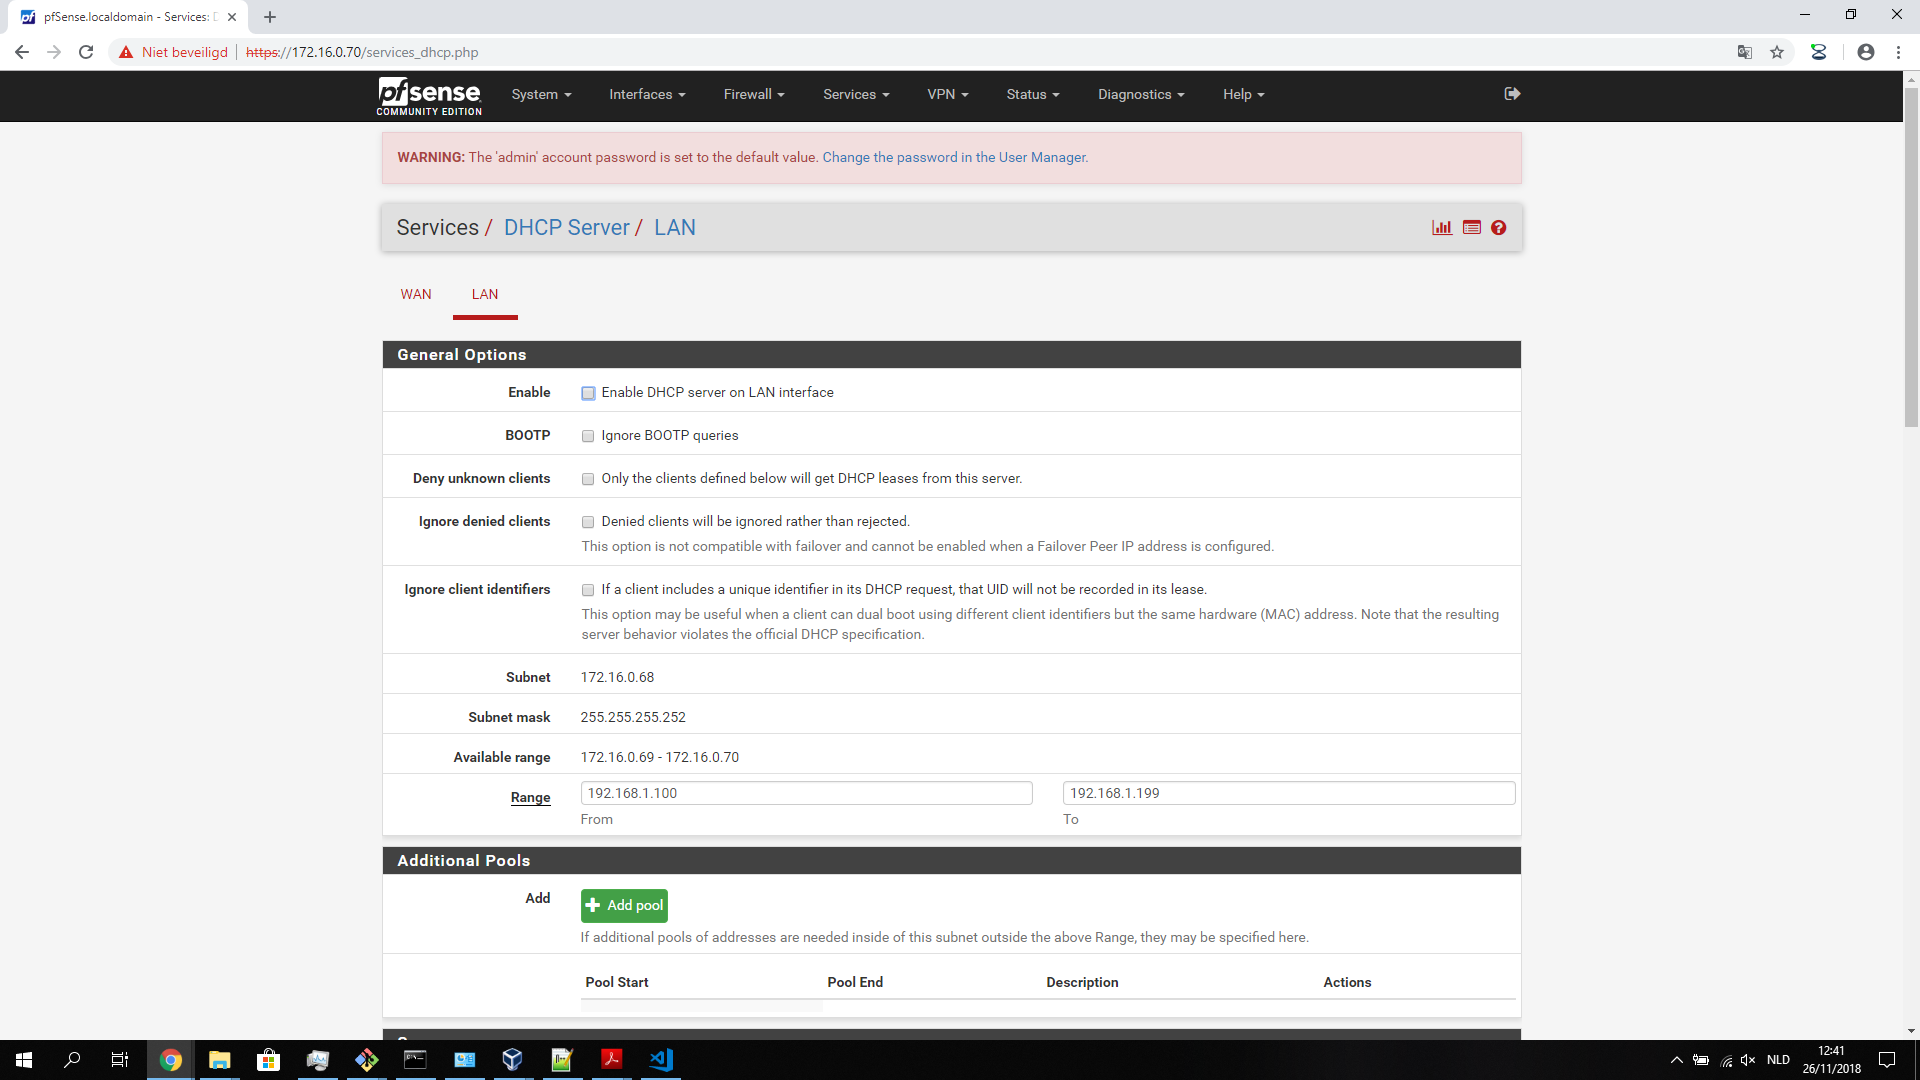 pfSense.localdomain - Services: D
Niet beveiligd
https://172.16.0.70/services_dhcp.php
pfsense
COMMUNITY EDITION
System
Interfaces
Firewall
Services
VPN
Status
Diagnostics
Help
WARNING: The 'admin' account password is set to the default value. Change the password in the User Manager.
Services / DHCP Server / LAN
WAN
LAN
General Options
Enable
Enable DHCP server on LAN interface
BOOTP
Ignore BOOTP queries
Deny unknown clients
Only the clients defined below will get DHCP leases from this server.
Ignore denied clients
Denied clients will be ignored rather than rejected.
This option is not compatible with failover and cannot be enabled when a Failover Peer IP address is configured.
Ignore client identifiers
If a client includes a unique identifier in its DHCP request, that UID will not be recorded in its lease.
This option may be useful when a client can dual boot using different client identifiers but the same hardware (MAC) address. Note that the resulting
server behavior violates the official DHCP specification.
Subnet
172.16.0.68
Subnet mask
255.255.255.252
Available range
172.16.0.69 - 172.16.0.70
Range
192.168.1.100
192.168.1.199
From
To
Additional Pools
Add
Add pool
If additional pools of addresses are needed inside of this subnet outside the above Range, they may be specified here.
Pool Start
Pool End
Description
Actions
NLD
12:41
26/11/2018